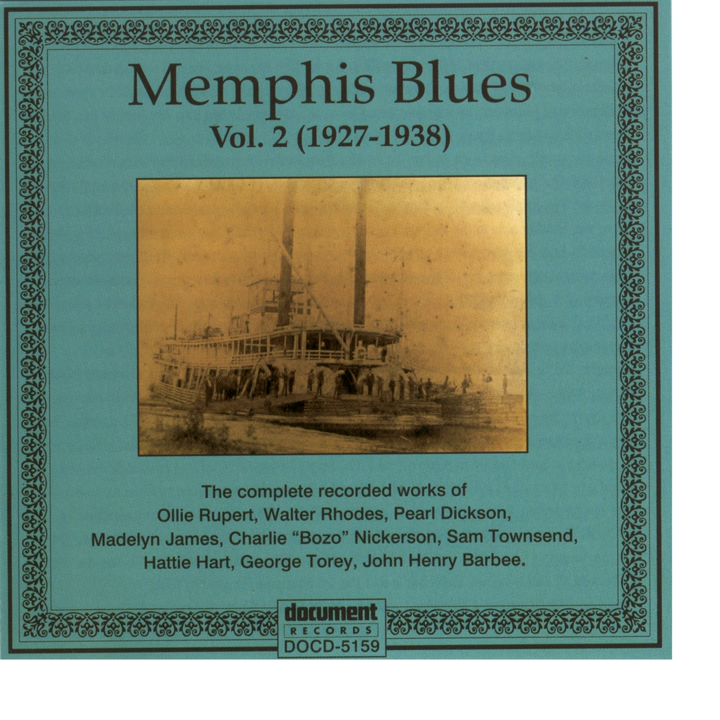 Memphis Blues
Vol. 2 (1927-1938)
The complete recorded works of
Ollie Rupert, Walter Rhodes, Pearl Dickson,
Madelyn James, Charlie “Bozo” Nickerson, Sam Townsend,
Hattie Hart, George Torey, John Henry Barbee.
document
RECORDS
DOCD-5159